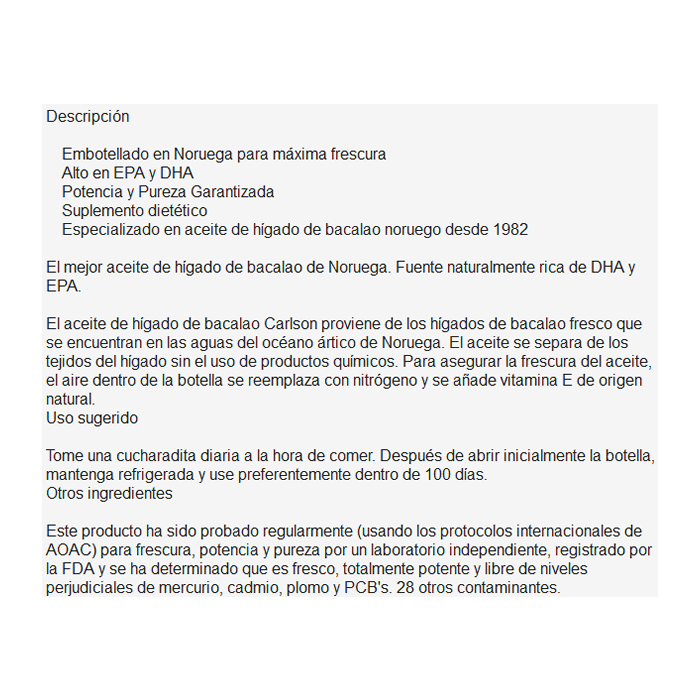 Descripción
Embotellado en Noruega para máxima frescura
Alto en EPA y DHA
Potencia y Pureza Garantizada
Suplemento dietético
Especializado en aceite de hígado de bacalao noruego desde 1982
El mejor aceite de hígado de bacalao de Noruega. Fuente naturalmente rica de DHA y
EPA.
El aceite de hígado de bacalao Carlson proviene de los hígados de bacalao fresco que
se encuentran en las aguas del océano ártico de Noruega. El aceite se separa de los
tejidos del hígado sin el uso de productos químicos. Para asegurar la frescura del aceite,
el aire dentro de la botella se reemplaza con nitrógeno y se añade vitamina E de origen
natural.
Uso sugerido
Tome una cucharadita diaria a la hora de comer. Después de abrir inicialmente la botella,
mantenga refrigerada y use preferentemente dentro de 100 días.
Otros ingredientes
Este producto ha sido probado regularmente (usando los protocolos internacionales de
AOAC) para frescura, potencia y pureza por un laboratorio independiente, registrado por
la FDA y se ha determinado que es fresco, totalmente potente y libre de niveles
perjudiciales de mercurio, cadmio, plomo y PCB's. 28 otros contaminantes.